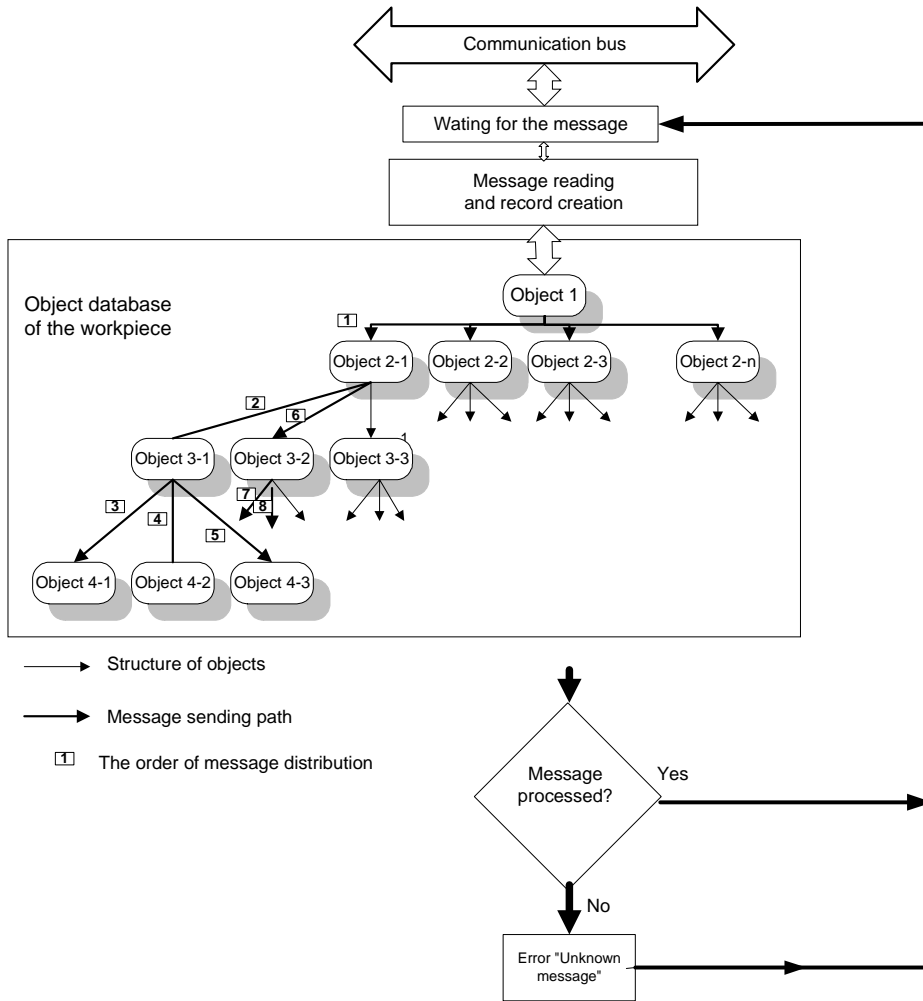 Communication bus
Wating for the message
Message reading
and record creation
Object database
of the workpiece
Object 1
1
Object 2-1
Object 2-2
Object 2-3
Object 2-n
2
6
1
Object 3-1
Object 3-2
Object 3-3
3
4
5
7
8
Object 4-1
Object 4-2
Object 4-3
Structure of objects
Message sending path
1 The order of message distribution
Message
processed?
Yes
No
Error "Unknown
message"